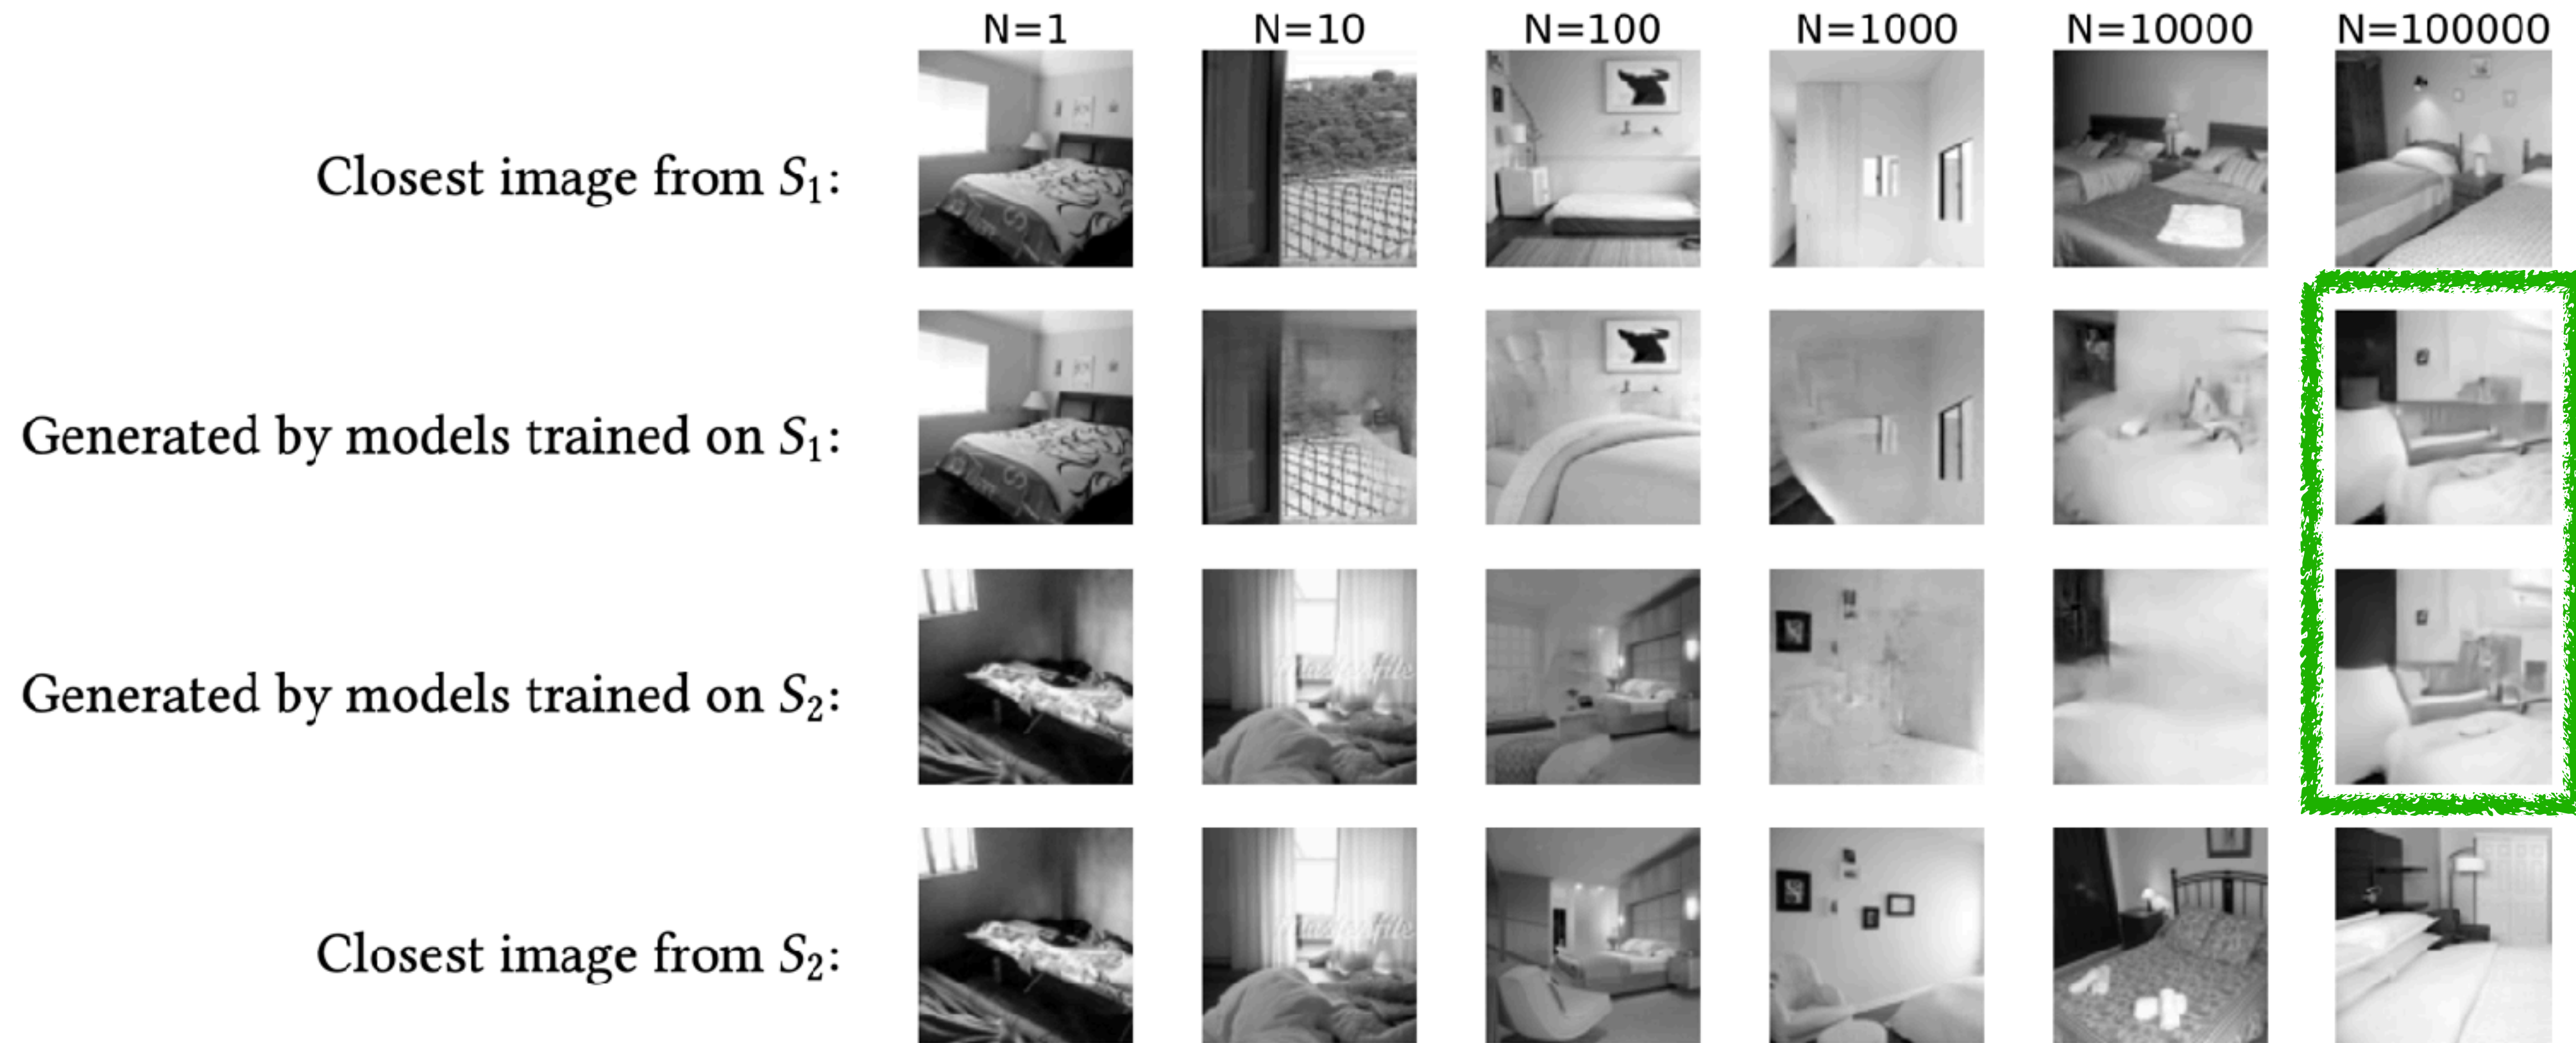 N=1 N=10 N=100 N=1000 N=10000 N=100000
Closest image from S₁:
Generated by models trained on S₁:
Generated by models trained on S₂:
Closest image from S₂: